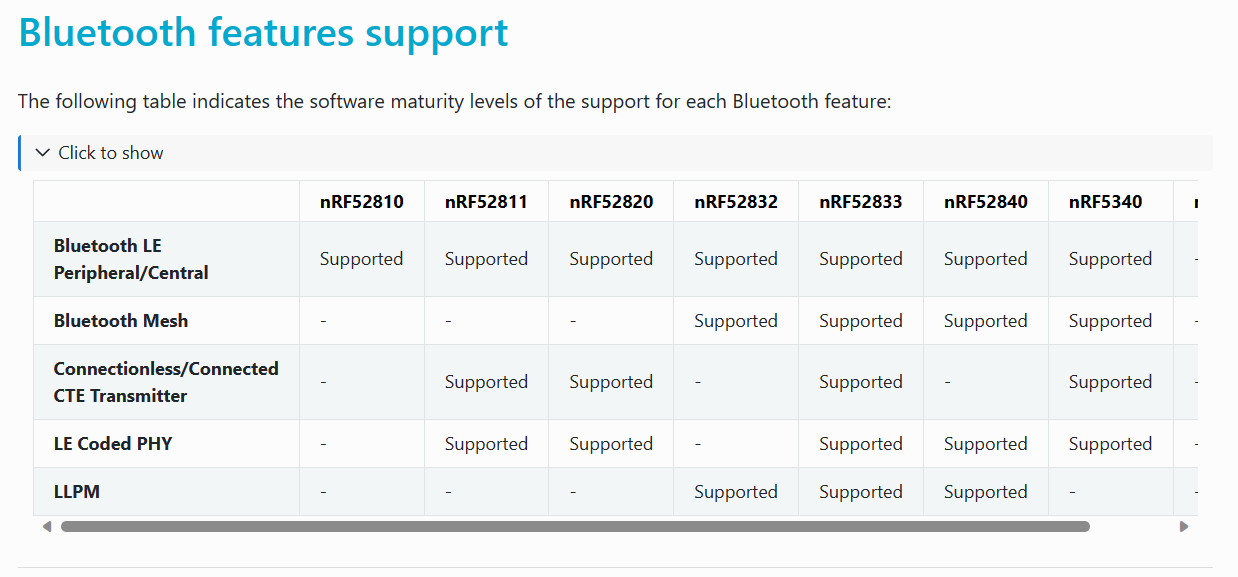 Bluetooth features support
The following table indicates the software maturity levels of the support for each Bluetooth feature:
Click to show
nRF52810 nRF52811 nRF52820 nRF52832 nRF52833 nRF52840 nRF5340
Bluetooth LE
Peripheral/Central Supported Supported Supported Supported Supported Supported Supported -
Bluetooth Mesh - - - Supported Supported Supported Supported -
Connectionless/Connected
CTE Transmitter - Supported Supported - Supported - Supported -
LE Coded PHY - Supported Supported - Supported Supported Supported -
LLPM - - - Supported Supported Supported - -